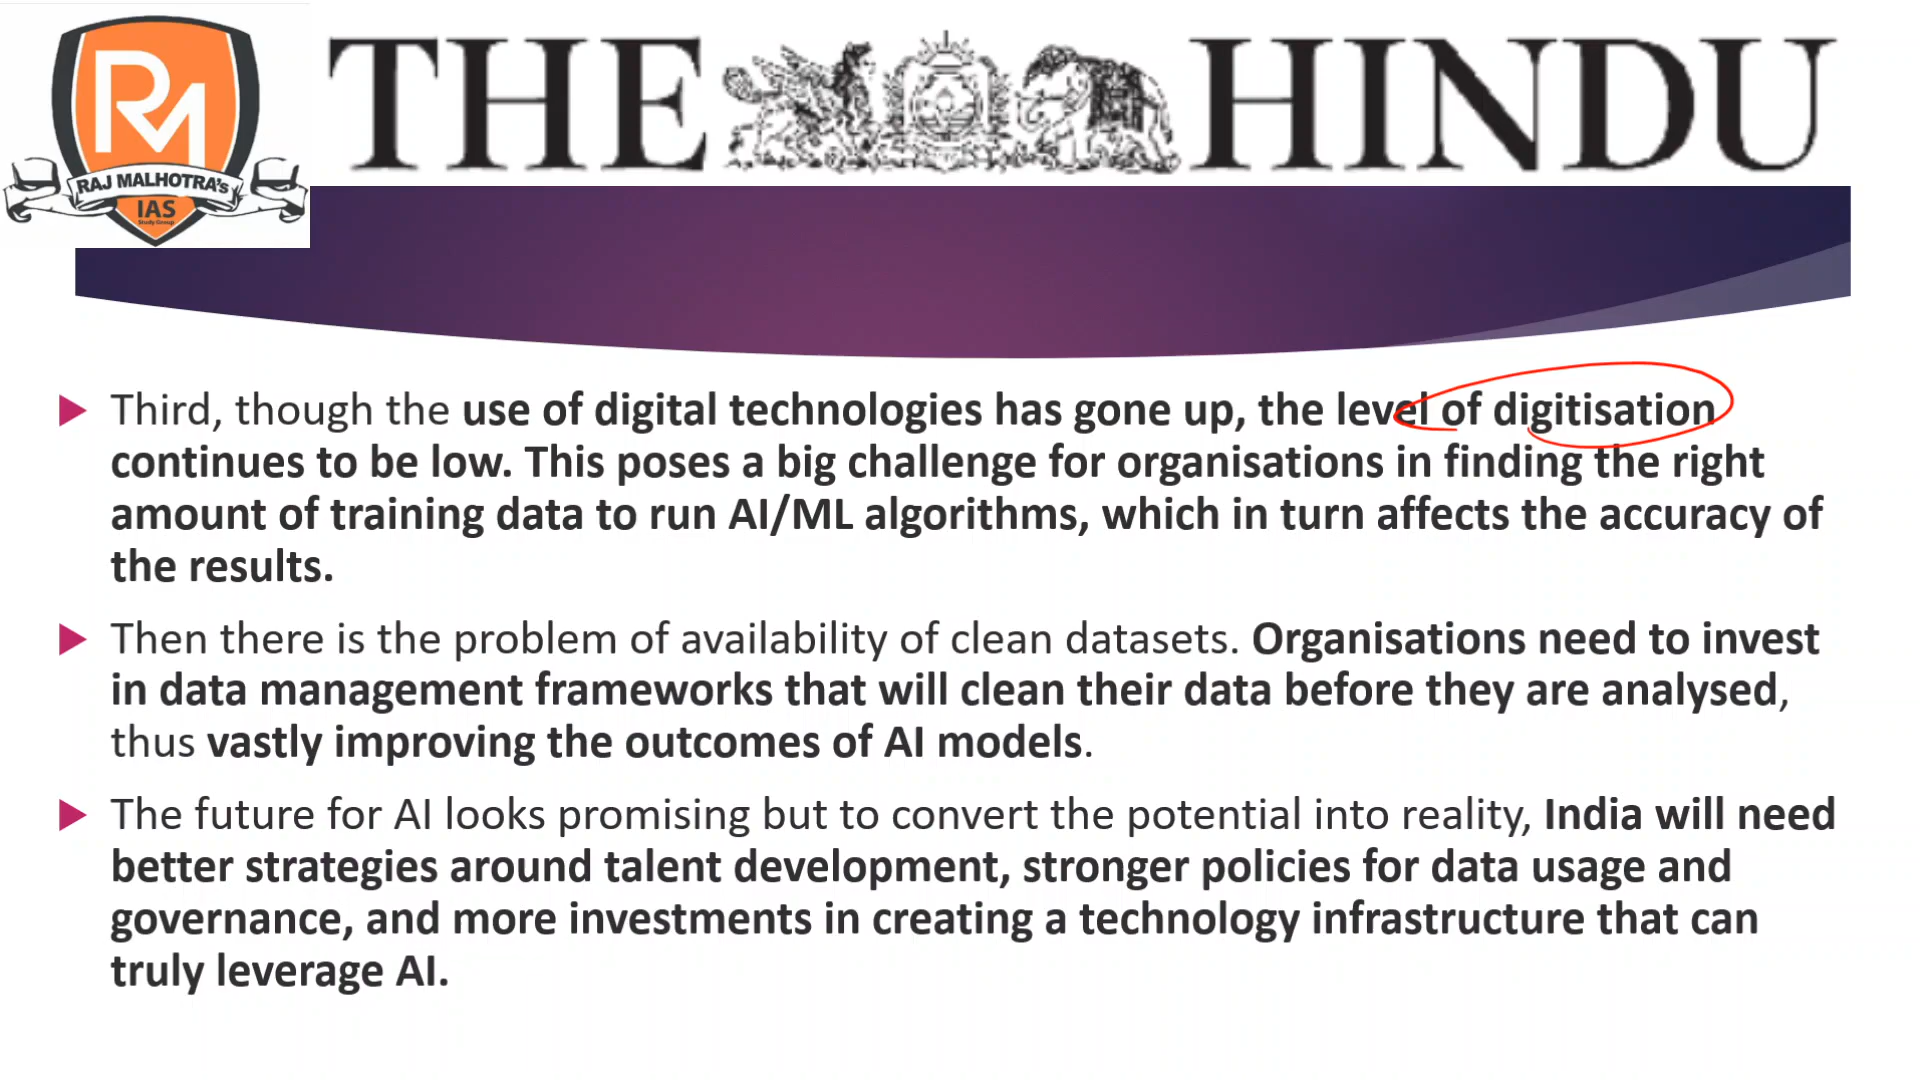 RM
RAJ MALHOTRA's
IAS
Study Group
THE HINDU
Third, though the use of digital technologies has gone up, the level of digitisation
continues to be low. This poses a big challenge for organisations in finding the right
amount of training data to run AI/ML algorithms, which in turn affects the accuracy of
the results.
Then there is the problem of availability of clean datasets. Organisations need to invest
in data management frameworks that will clean their data before they are analysed,
thus vastly improving the outcomes of AI models.
The future for AI looks promising but to convert the potential into reality, India will need
better strategies around talent development, stronger policies for data usage and
governance, and more investments in creating a technology infrastructure that can
truly leverage AI.